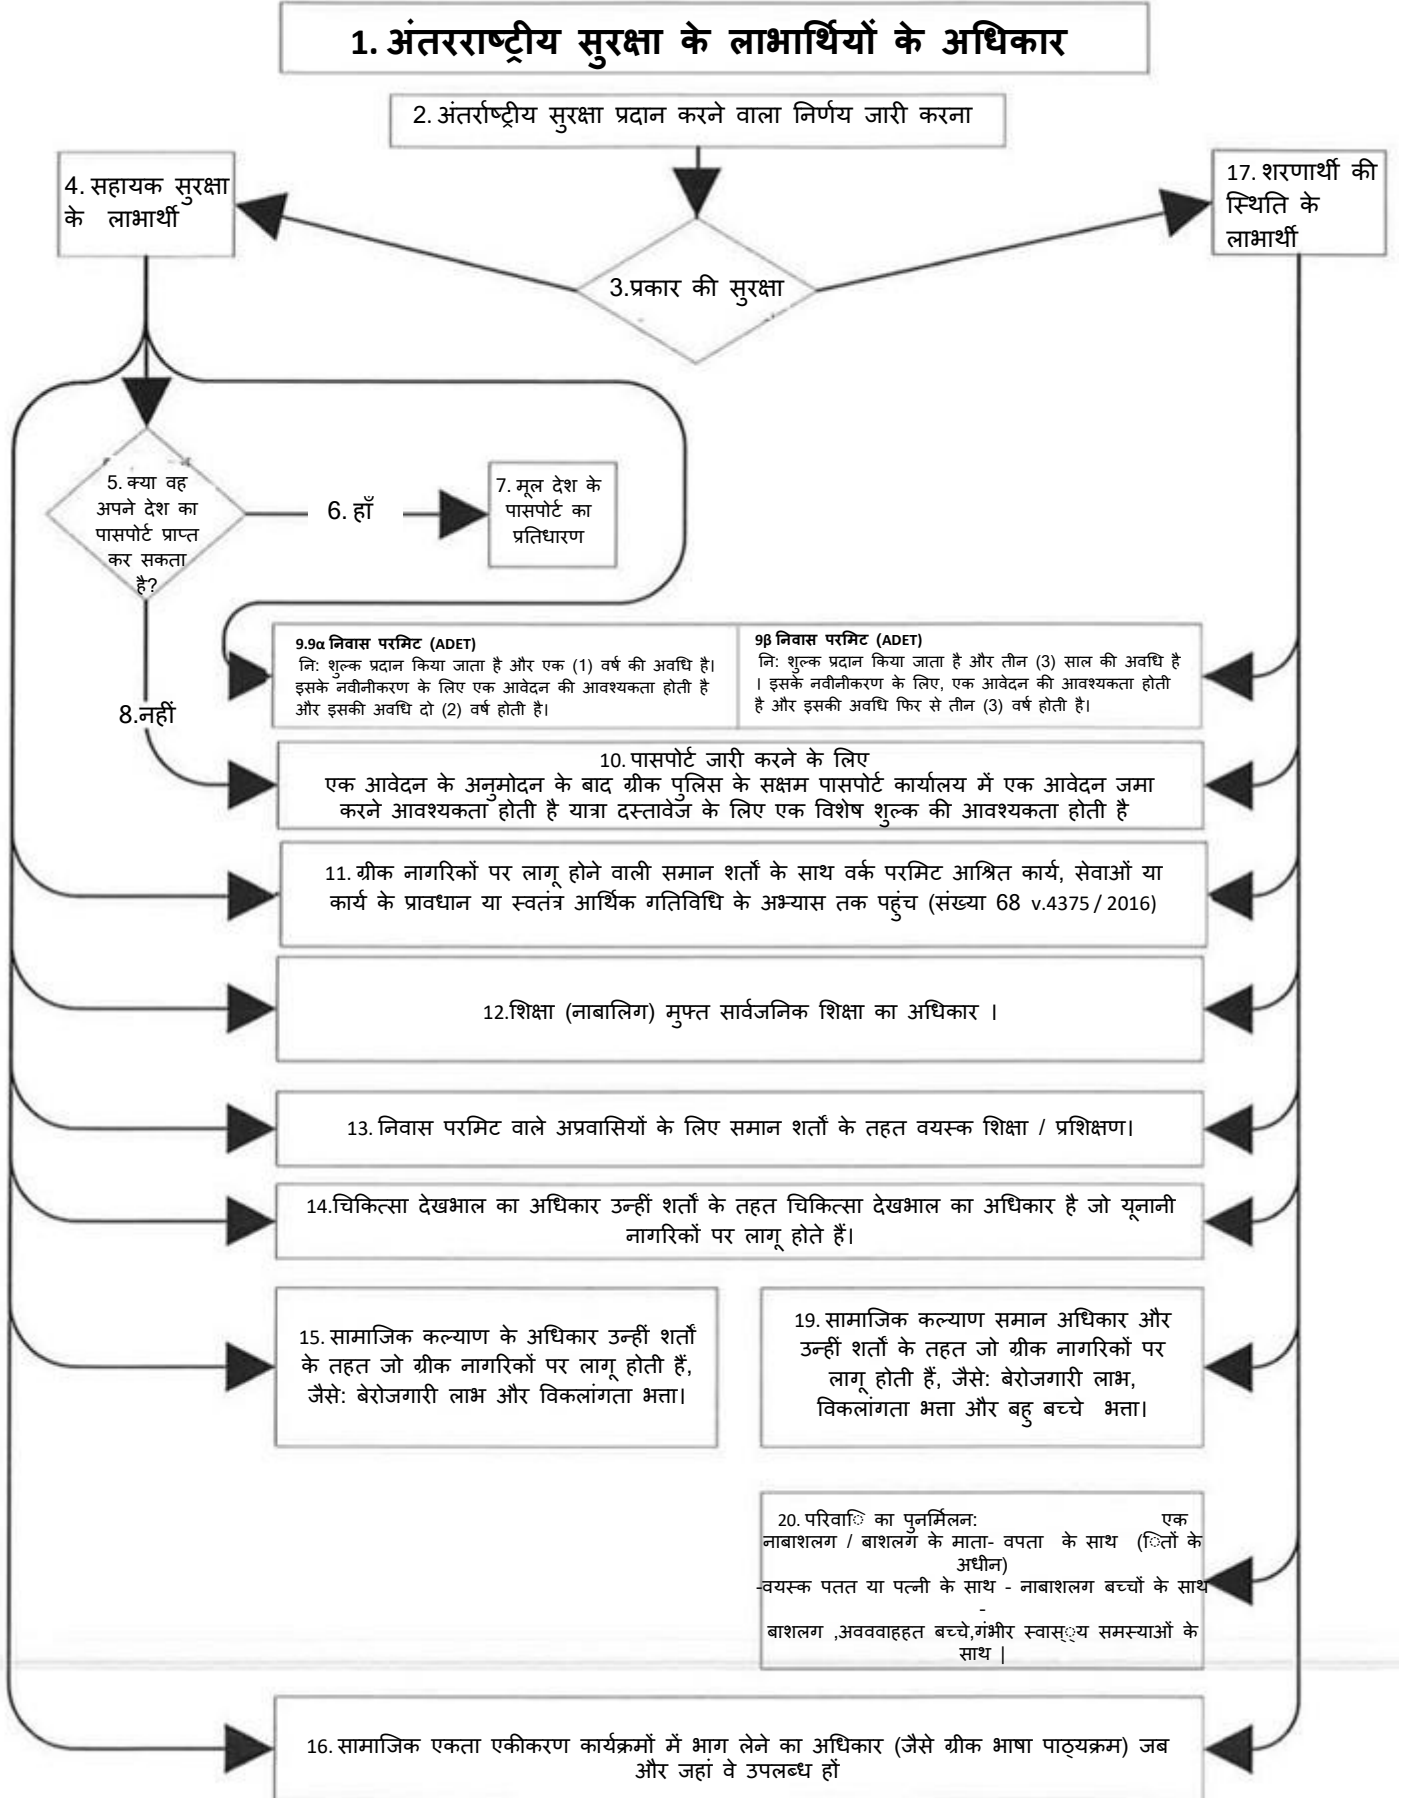 1. अंतरराष्ट्रीय सुरक्षा के लाभार्थियों के अधिकार
2. अंतर्राष्ट्रीय सुरक्षा प्रदान करने वाला निर्णय जारी करना
4. सहायक सुरक्षा
के लाभार्थी
17. शरणार्थी की
स्थिति के
लाभार्थी
3.प्रकार की सुरक्षा
5. क्या वह
अपने देश का
पासपोर्ट प्राप्त
कर सकता
है?
6. हाँ
7. मूल देश के
पासपोर्ट का
प्रतिधारण
8.नहीं
9.9α निवास परमिट (ADET)
नि: शुल्क प्रदान किया जाता है और एक (1) वर्ष की अवधि है।
इसके नवीनीकरण के लिए एक आवेदन की आवश्यकता होती है
और इसकी अवधि दो (2) वर्ष होती है।
9β निवास परमिट (ADET)
नि: शुल्क प्रदान किया जाता है और तीन (3) साल की अवधि है
। इसके नवीनीकरण के लिए, एक आवेदन की आवश्यकता होती
है और इसकी अवधि फिर से तीन (3) वर्ष होती है।
10. पासपोर्ट जारी करने के लिए
एक आवेदन के अनुमोदन के बाद ग्रीक पुलिस के सक्षम पासपोर्ट कार्यालय में एक आवेदन जमा
करने आवश्यकता होती है यात्रा दस्तावेज के लिए एक विशेष शुल्क की आवश्यकता होती है
11. ग्रीक नागरिकों पर लागू होने वाली समान शर्तों के साथ वर्क परमिट आश्रित कार्य, सेवाओं या
कार्य के प्रावधान या स्वतंत्र आर्थिक गतिविधि के अभ्यास तक पहुंच (संख्या 68 v.4375 / 2016)
12.शिक्षा (नाबालिग) मुफ्त सार्वजनिक शिक्षा का अधिकार ।
13. निवास परमिट वाले अप्रवासियों के लिए समान शर्तों के तहत वयस्क शिक्षा / प्रशिक्षण।
14.चिकित्सा देखभाल का अधिकार उन्हीं शर्तों के तहत चिकित्सा देखभाल का अधिकार है जो यूनानी
नागरिकों पर लागू होते हैं।
15. सामाजिक कल्याण के अधिकार उन्हीं शर्तों
के तहत जो ग्रीक नागरिकों पर लागू होती हैं,
जैसे: बेरोजगारी लाभ और विकलांगता भत्ता।
19. सामाजिक कल्याण समान अधिकार और
उन्हीं शर्तों के तहत जो ग्रीक नागरिकों पर
लागू होती हैं, जैसे: बेरोजगारी लाभ,
विकलांगता भत्ता और बहु बच्चे भत्ता।
20. परिवाि का पुनर्मिलन: एक
नाबाशलग / बाशलग के माता- वपता के साथ (ितों के
अधीन)
-वयस्क पतत या पत्नी के साथ - नाबाशलग बच्चों के साथ
-
बाशलग ,अवववाहहत बच्चे,गंभीर स्वास््य समस्याओं के
साथ |
16. सामाजिक एकता एकीकरण कार्यक्रमों में भाग लेने का अधिकार (जैसे ग्रीक भाषा पाठ्यक्रम) जब
और जहां वे उपलब्ध हों